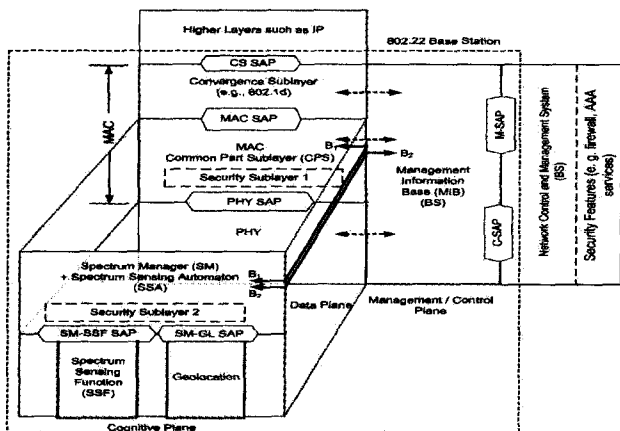 Higher Layers such as IP
802.22 Base Station
CS SAP
Convergence Sublayer
(e.g., 802.1d)
MAC
MAC SAP
MAC
Common Part Sublayer (CPS)
Security Sublayer 1
PHY SAP
PHY
B₁
B₂
Management
Information
Base (MIB)
(BS)
M-SAP
C-SAP
Network Control and Management System
(BS)
Security Features (e. g. firewall, AAA
services)
Spectrum Manager (SM)
+ Spectrum Sensing Automaton
(SSA)
B₁
B₂
Security Sublayer 2
SM-SSF SAP
SM-GL SAP
Data Plane
Management / Control
Plane
Spectrum
Sensing
Function
(SSF)
Geolocation
Cognitive Plane